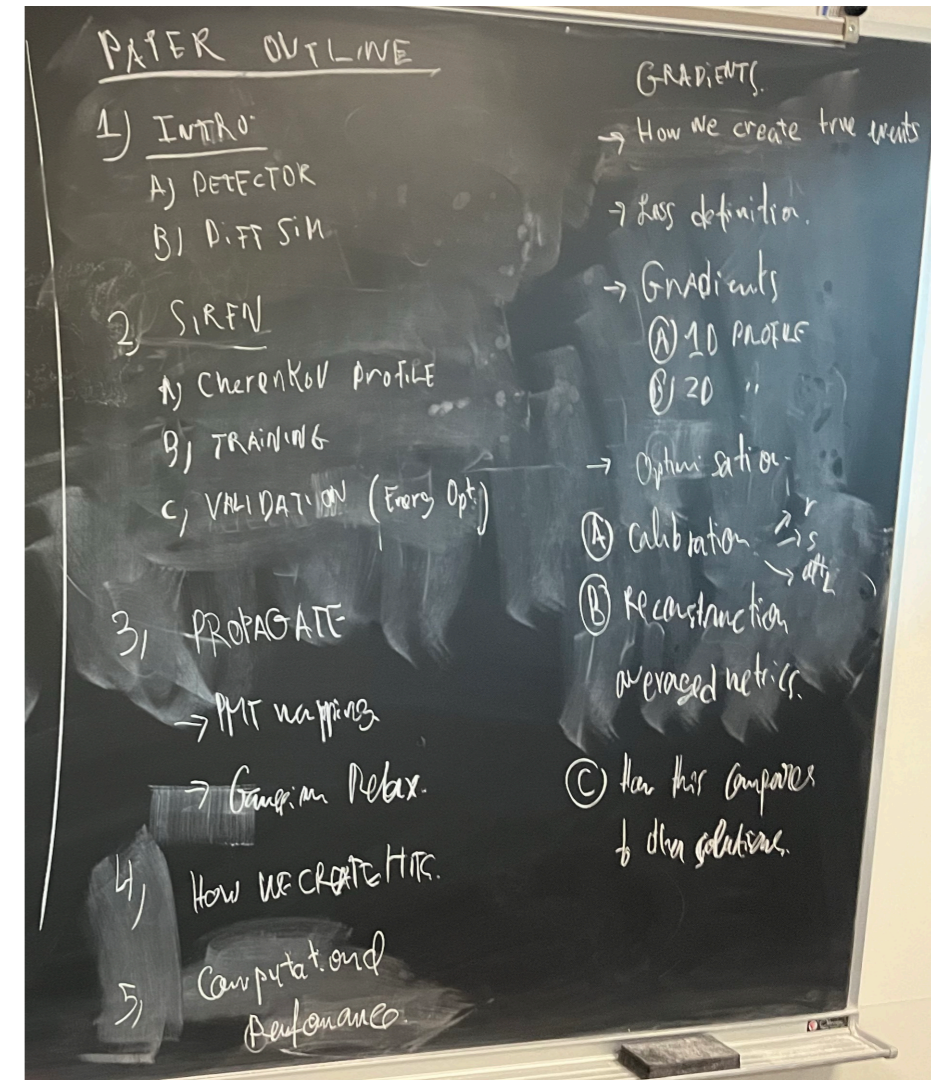 PAPER OUTLINE
1) INTRO
A) DETECTOR
B) DIFF SIM
2) SIREN
A) Cherenkov PROFILE
B) TRAINING
C) VALIDATION (Energ Opt.)
3) PROPAGATE
→ PMT mapping
→ Gaussian Relax.
4) HOW WE CREATE HITS.
5) Computational
Performance.
GRADIENTS.
→ How we create true events
→ Loss definition.
→ Gradients
Ⓐ 1D PROFILE
Ⓑ 2D "
→ Optimisation
Ⓐ Calibration → r
→ s
→ att L
Ⓑ Reconstruction
averaged metrics.
Ⓒ How this compares
to other solutions.